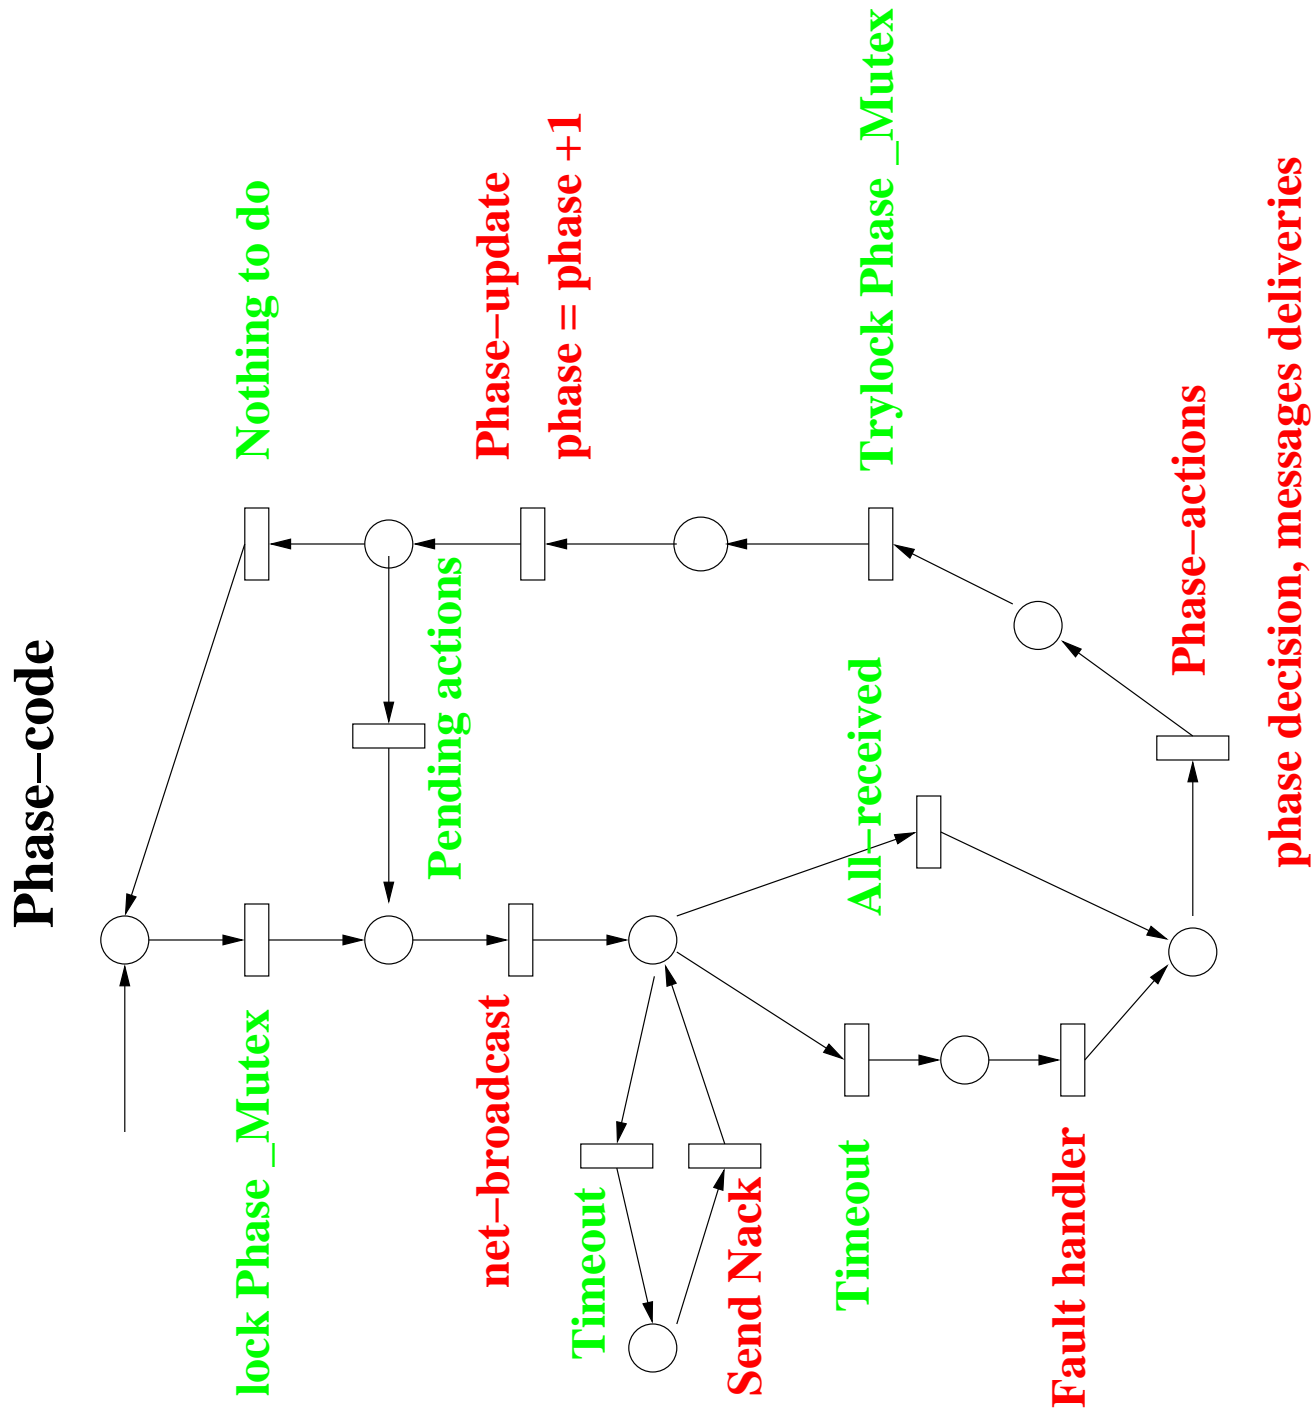 Phase–code
lock Phase _Mutex
Nothing to do
Pending actions
net–broadcast
Phase–update
phase = phase +1
Timeout
Send Nack
Timeout
All–received
Trylock Phase _Mutex
Fault handler
Phase–actions
phase decision, messages deliveries